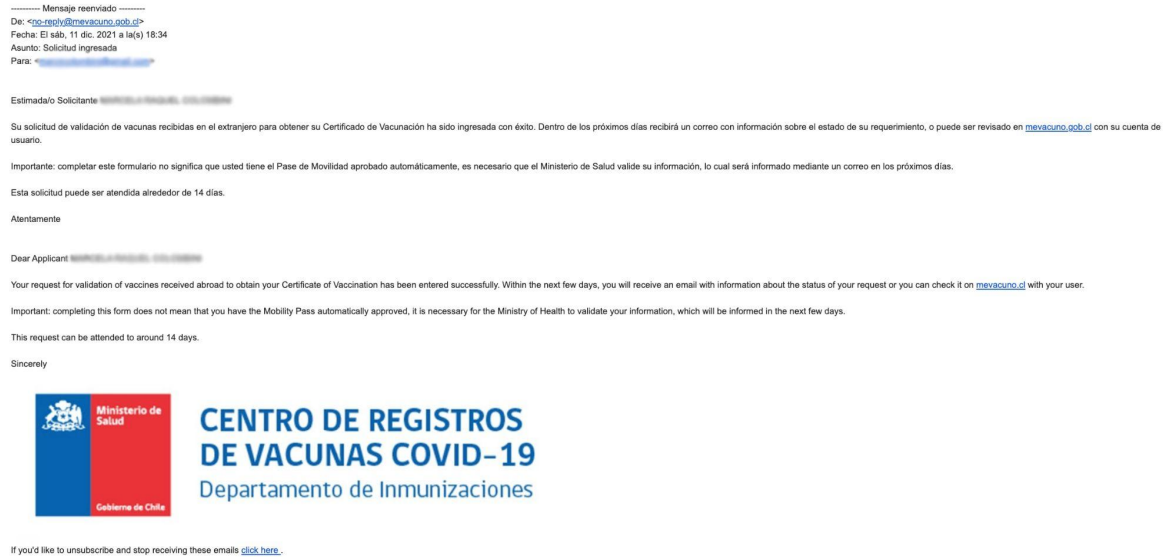 ---------- Mensaje reenviado ---------
De: <no-reply@mevacuno.gob.cl>
Fecha: El sáb, 11 dic. 2021 a la(s) 18:34
Asunto: Solicitud ingresada
Para: <
Estimada/o Solicitante
Su solicitud de validación de vacunas recibidas en el extranjero para obtener su Certificado de Vacunación ha sido ingresada con éxito. Dentro de los próximos días recibirá un correo con información sobre el estado de su requerimiento, o puede ser revisado en mevacuno.gob.cl con su cuenta de
usuario.
Importante: completar este formulario no significa que usted tiene el Pase de Movilidad aprobado automáticamente, es necesario que el Ministerio de Salud valide su información, lo cual será informado mediante un correo en los próximos días.
Esta solicitud puede ser atendida alrededor de 14 días.
Atentamente
Dear Applicant
Your request for validation of vaccines received abroad to obtain your Certificate of Vaccination has been entered successfully. Within the next few days, you will receive an email with information about the status of your request or you can check it on mevacuno.cl with your user.
Important: completing this form does not mean that you have the Mobility Pass automatically approved, it is necessary for the Ministry of Health to validate your information, which will be informed in the next few days.
This request can be attended to around 14 days.
Sincerely
Ministerio de
Salud
Gobierno de Chile
CENTRO DE REGISTROS
DE VACUNAS COVID-19
Departamento de Inmunizaciones
If you'd like to unsubscribe and stop receiving these emails click here .